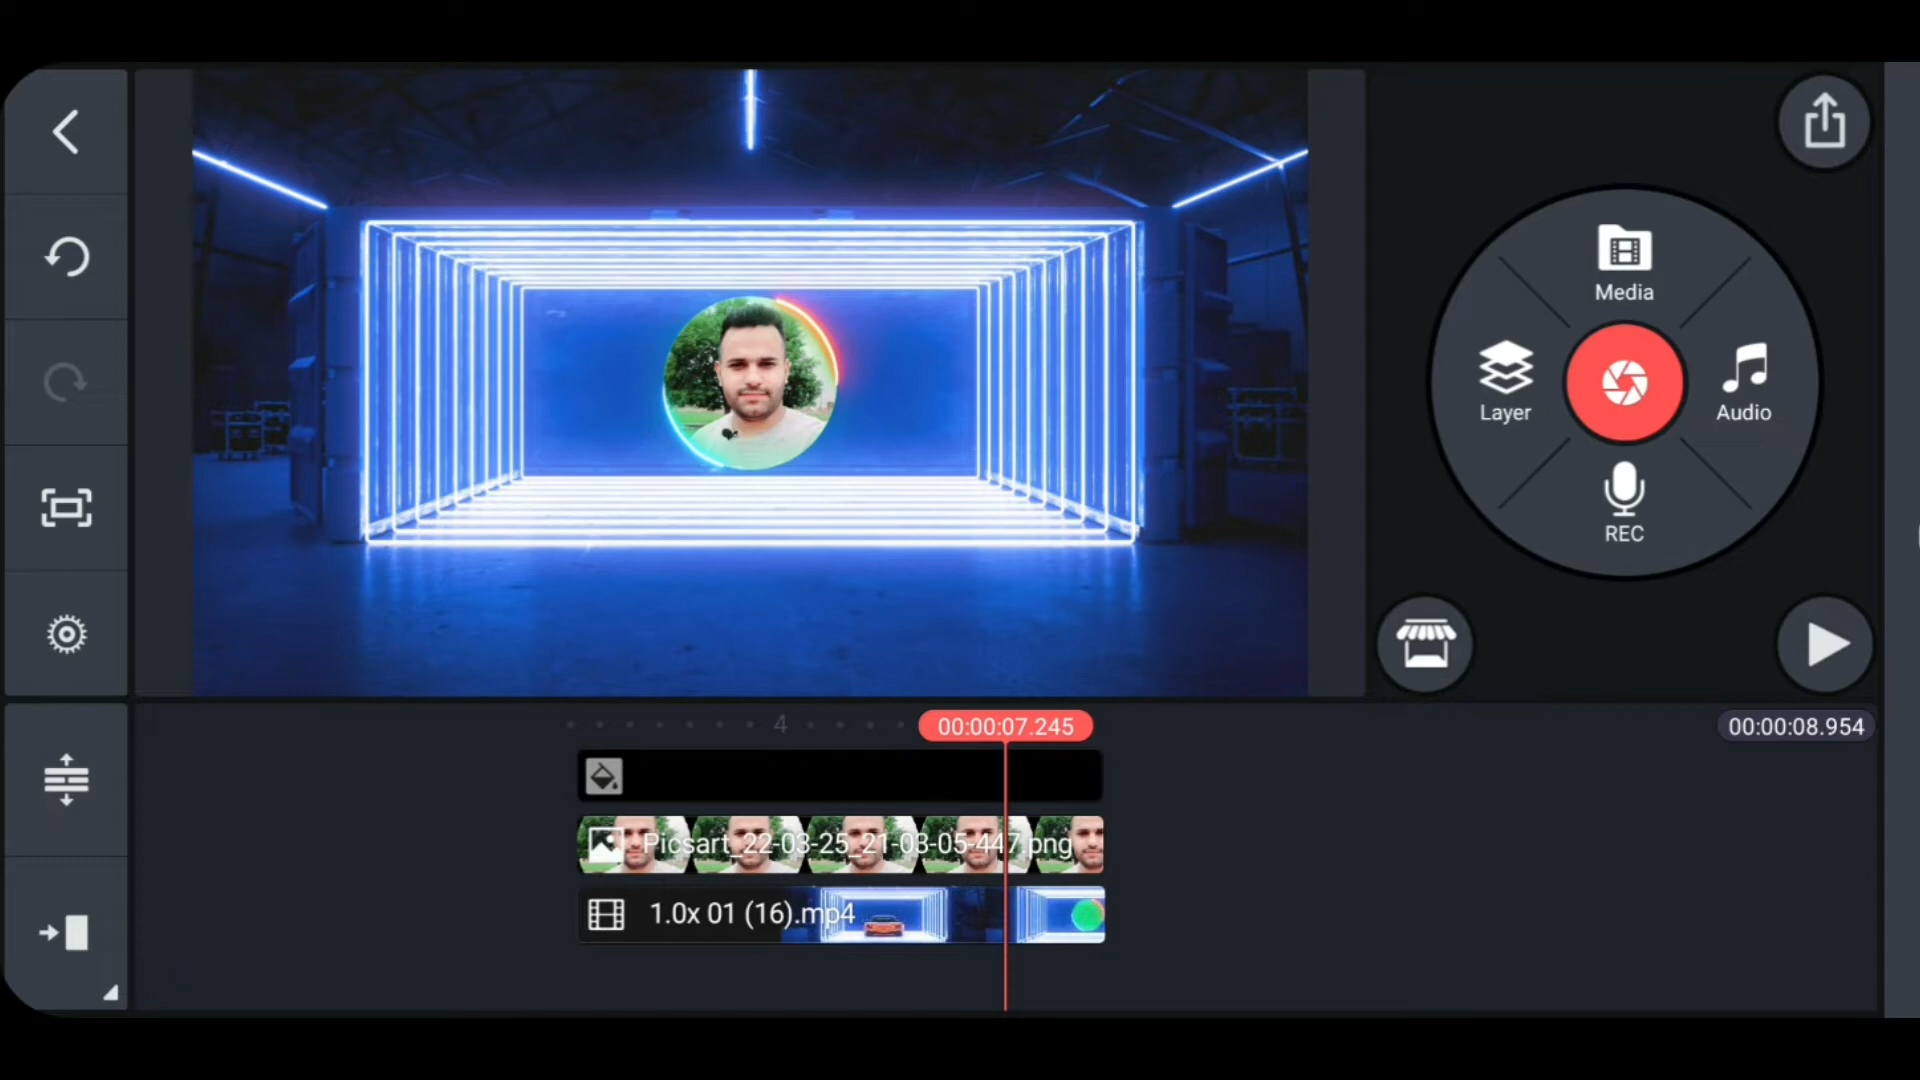 Media
Layer
Audio
REC
4
00:00:07.245
00:00:08.954
Picsart_22-03-25_21-03-05-447.png
1.0x 01 (16).mp4